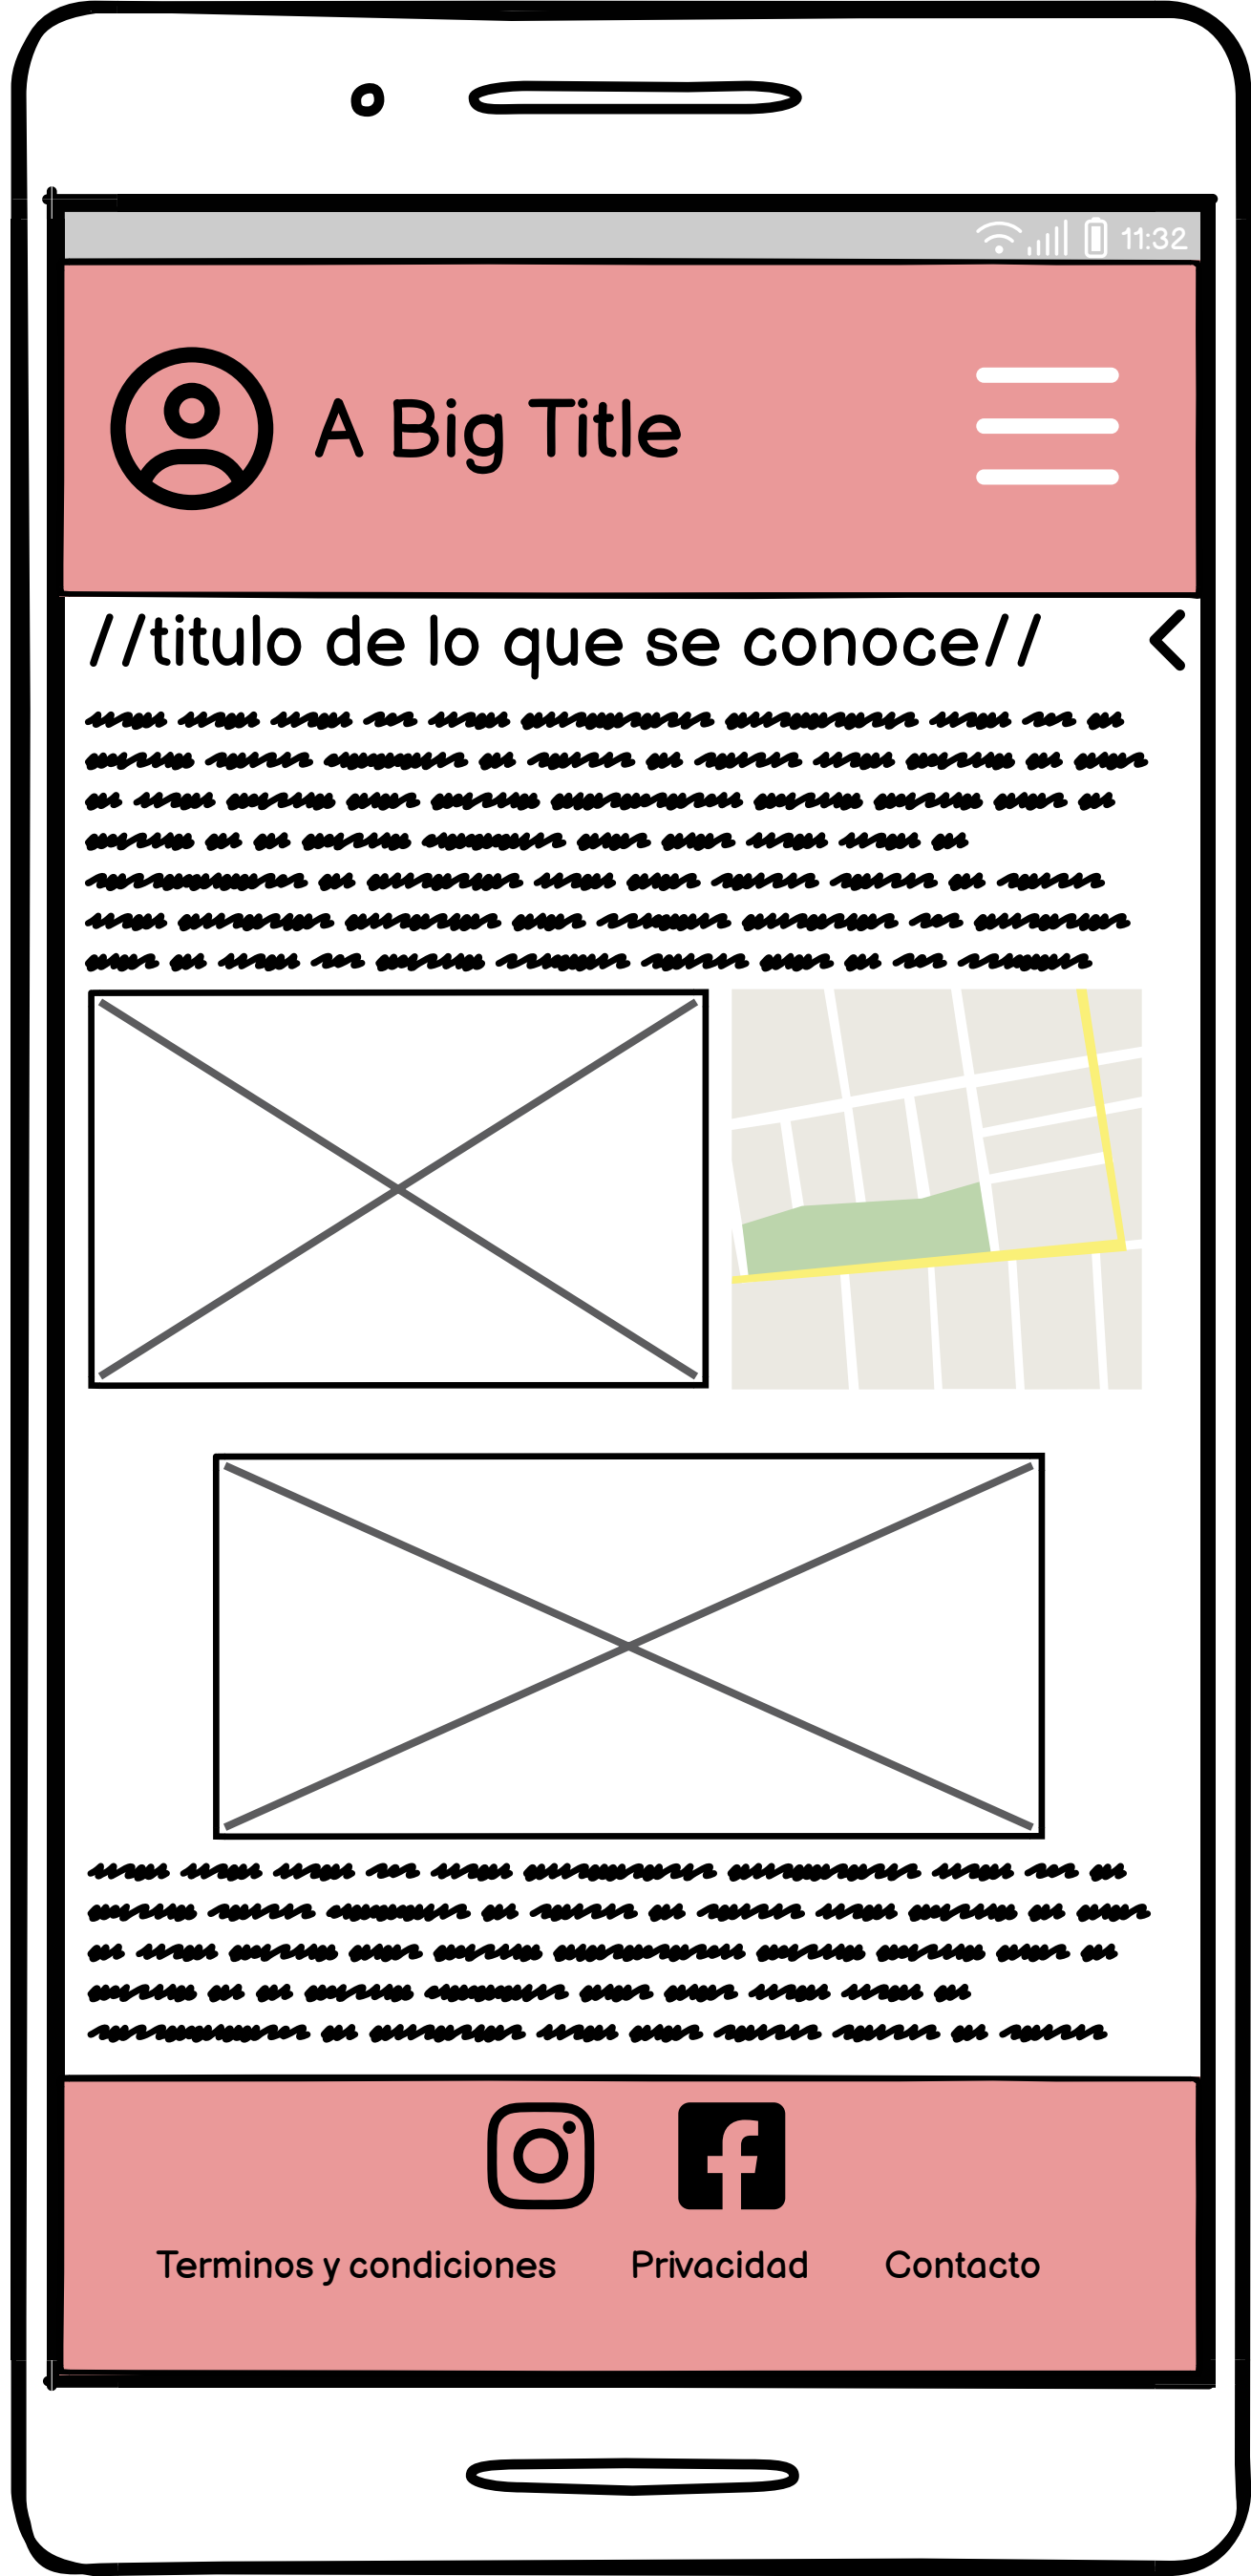 11:32
A Big Title
//titulo de lo que se conoce//
Terminos y condiciones Privacidad Contacto